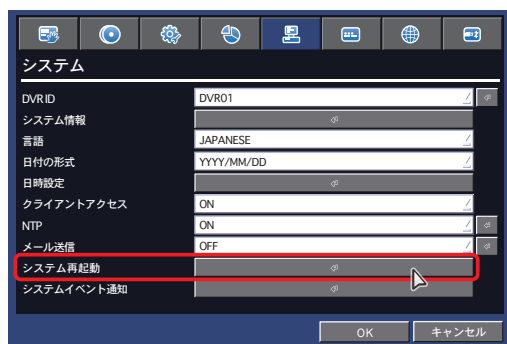 システム
DVR ID DVR01
システム情報
言語 JAPANESE
日付の形式 YYYY/MM/DD
日時設定
クライアントアクセス ON
NTP ON
メール送信 OFF
システム再起動
システムイベント通知
OK キャンセル